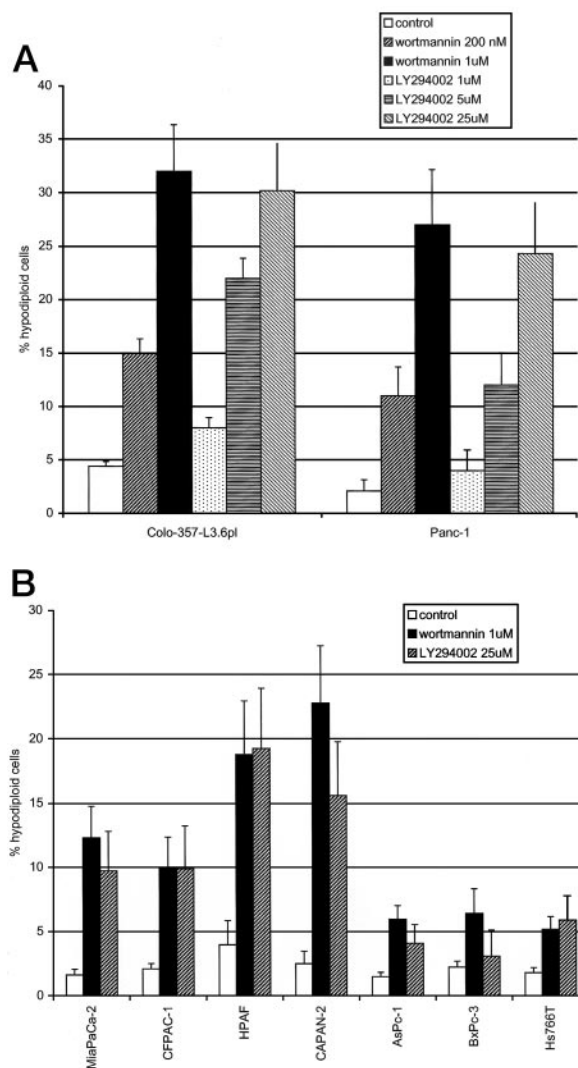 A
control
wortmannin 200 nM
wortmannin 1uM
LY294002 1uM
LY294002 5uM
LY294002 25uM
40
35
30
25
20
15
10
5
0
% hypodiploid cells
Colo-357-L3.6pl
Panc-1
B
control
wortmannin 1uM
LY294002 25uM
30
25
20
15
10
5
0
% hypodiploid cells
MiaPaCa-2
CFPAC-1
HPAF
CAPAN-2
AsPc-1
BxPc-3
Hs766T